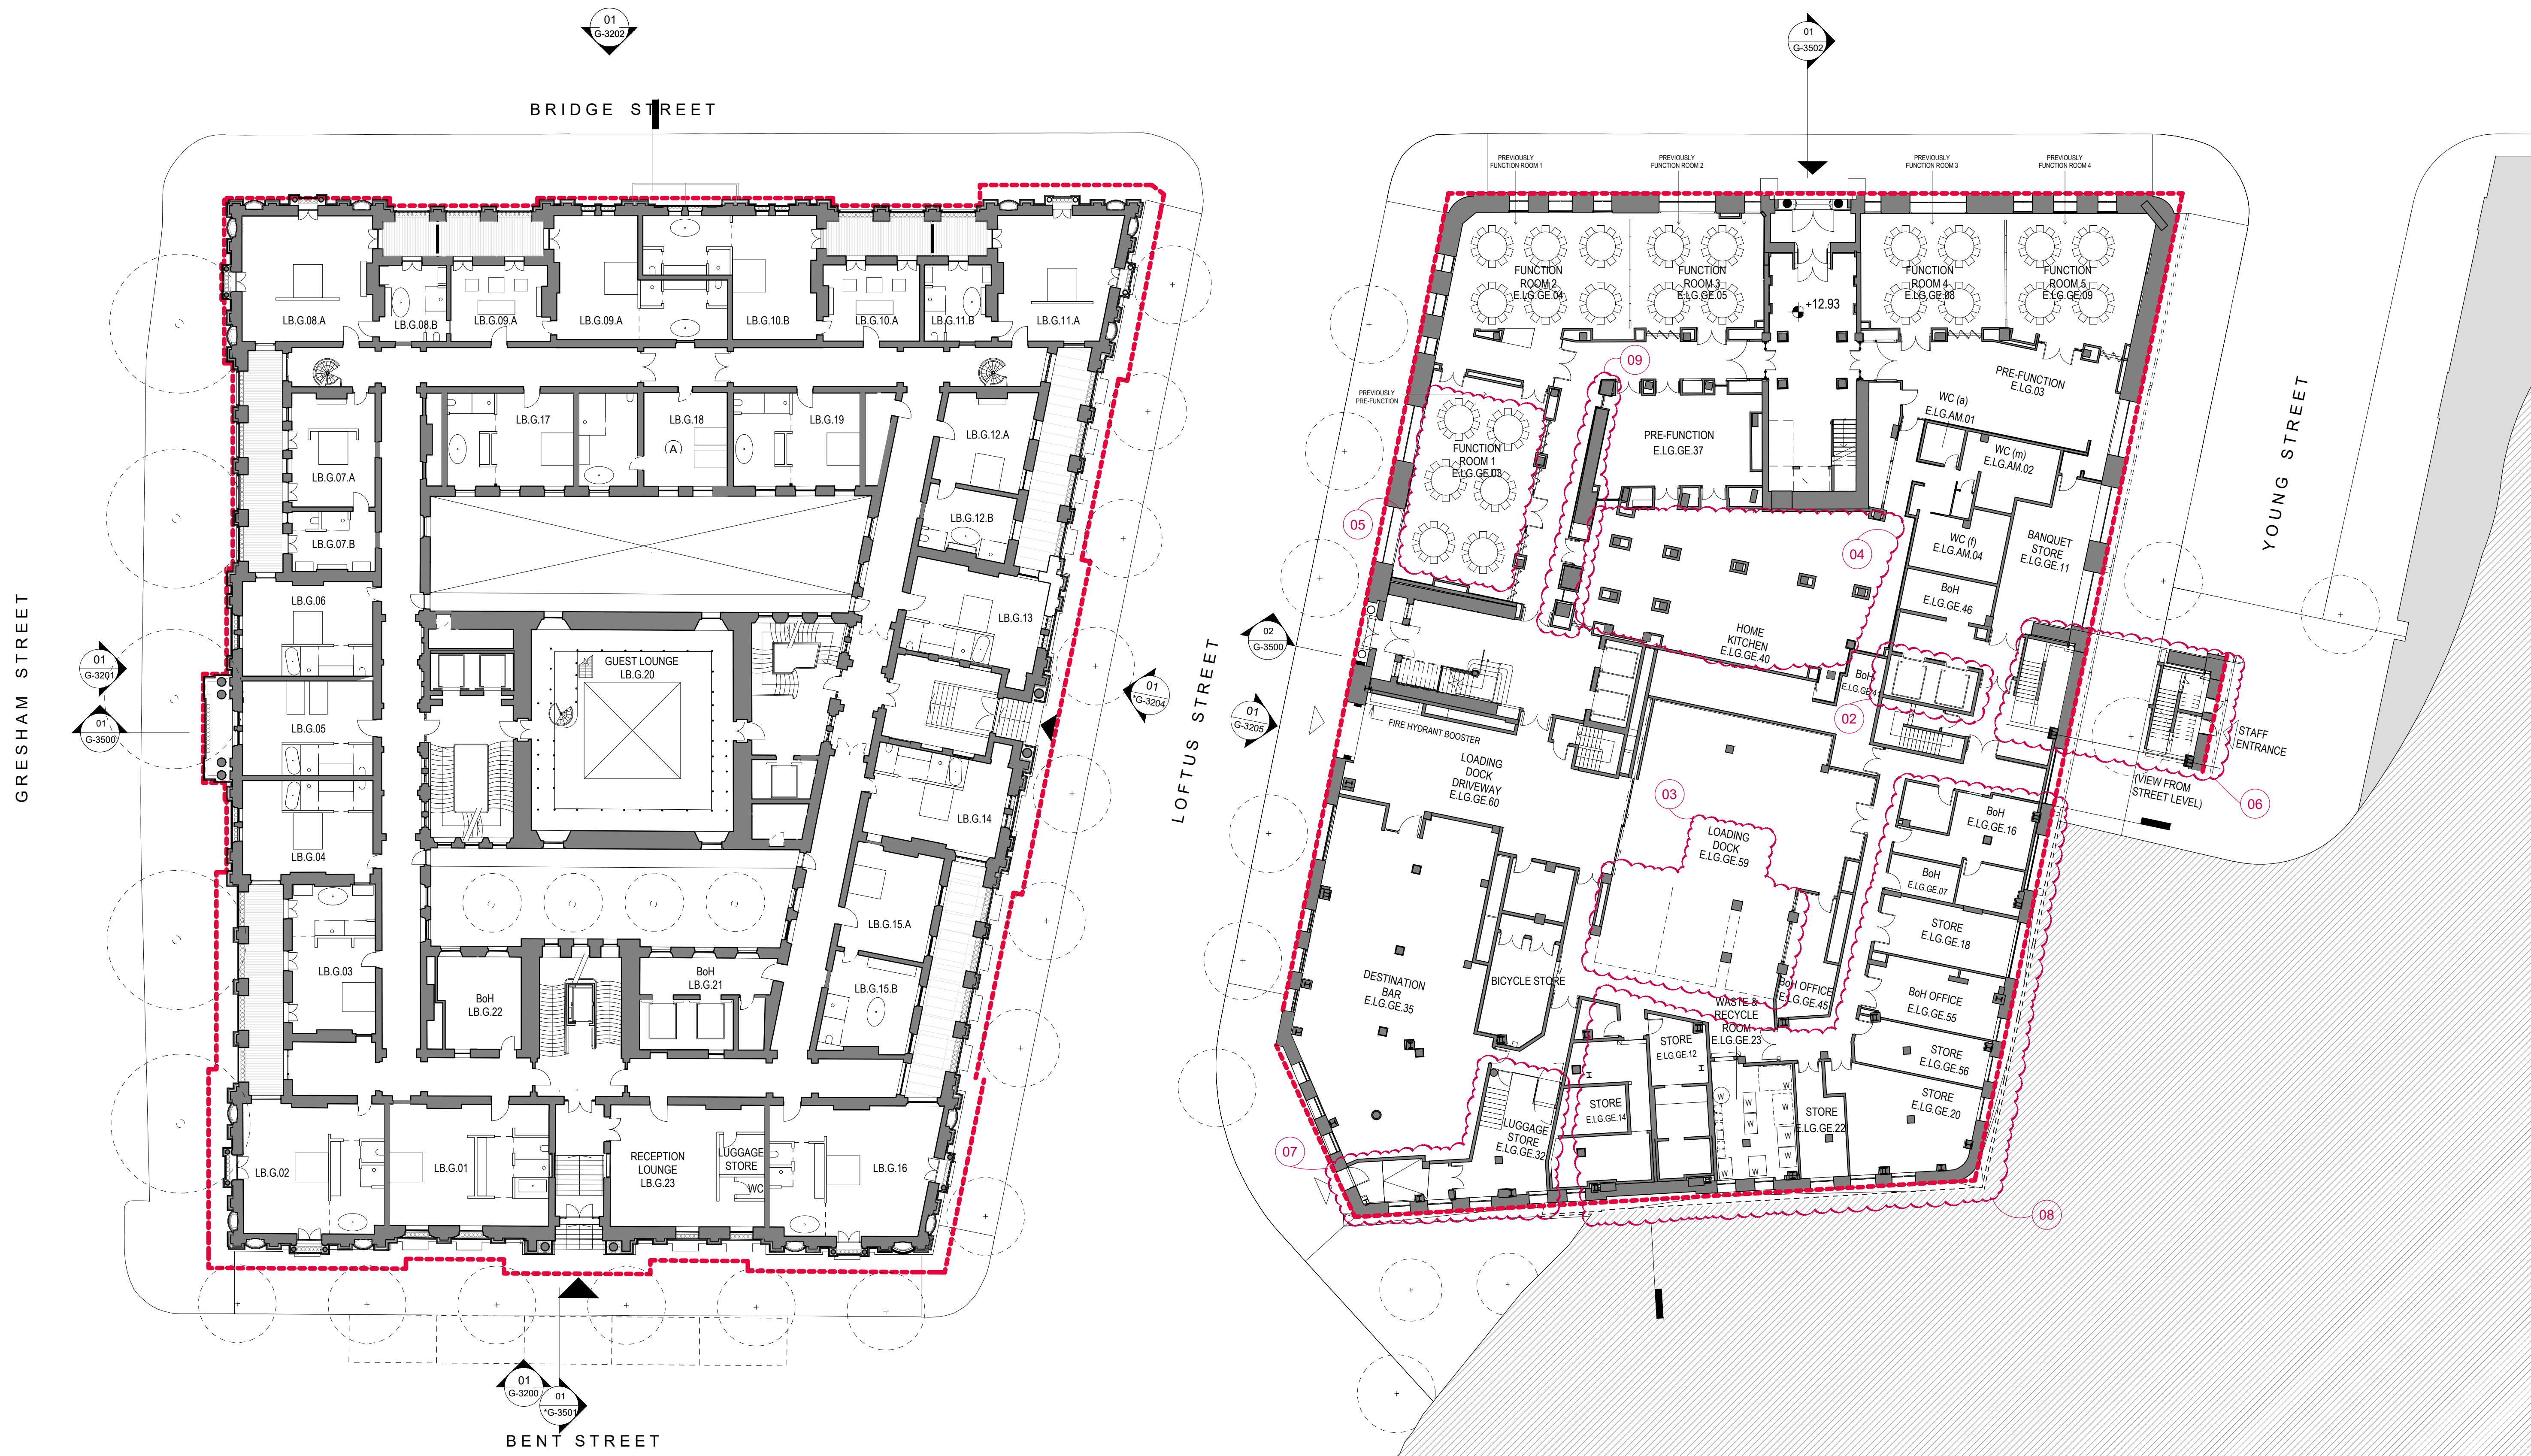 01
G-3202
01
G-3502
BRIDGE STREET
PREVIOUSLY
FUNCTION ROOM 1
PREVIOUSLY
FUNCTION ROOM 2
PREVIOUSLY
FUNCTION ROOM 3
PREVIOUSLY
FUNCTION ROOM 4
GRESHAM STREET
LB.G.08.A
LB.G.08.B
LB.G.09.A
LB.G.09.A
LB.G.10.B
LB.G.10.A
LB.G.11.B
LB.G.11.A
LB.G.17
LB.G.18
(A)
LB.G.19
LB.G.12.A
LB.G.07.A
LB.G.12.B
LB.G.07.B
LB.G.06
LB.G.13
GUEST LOUNGE
LB.G.20
01
G-3201
01
G-3500
01
*G-3204
LB.G.05
LB.G.14
LB.G.04
LB.G.15.A
LB.G.03
BoH
LB.G.21
BoH
LB.G.22
LB.G.15.B
LB.G.02
LB.G.01
RECEPTION
LOUNGE
LB.G.23
LUGGAGE
STORE
WC
LB.G.16
01
G-3200
01
*G-3501
BENT STREET
LOFTUS STREET
FUNCTION
ROOM 2
E.LG.GE.04
FUNCTION
ROOM 3
E.LG.GE.05
+12.93
FUNCTION
ROOM 4
E.LG.GE.08
FUNCTION
ROOM 5
E.LG.GE.09
09
PRE-FUNCTION
E.LG.03
PREVIOUSLY
PRE-FUNCTION
WC (a)
E.LG.AM.01
FUNCTION
ROOM 1
E.LG.GE.03
PRE-FUNCTION
E.LG.GE.37
WC (m)
E.LG.AM.02
YOUNG STREET
05
04
WC (f)
E.LG.AM.04
BANQUET
STORE
E.LG.GE.11
BoH
E.LG.GE.46
02
G-3500
HOME
KITCHEN
E.LG.GE.40
BoH
E.LG.GE.41
02
01
G-3205
FIRE HYDRANT BOOSTER
LOADING
DOCK
DRIVEWAY
E.LG.GE.60
STAFF
ENTRANCE
(VIEW FROM
STREET LEVEL)
06
03
LOADING
DOCK
E.LG.GE.59
BoH
E.LG.GE.16
BoH
E.LG.GE.07
STORE
E.LG.GE.18
DESTINATION
BAR
E.LG.GE.35
BICYCLE STORE
BoH OFFICE
E.LG.GE.45
BoH OFFICE
E.LG.GE.55
WASTE &
RECYCLE
ROOM
E.LG.GE.23
STORE
E.LG.GE.12
STORE
E.LG.GE.56
STORE
E.LG.GE.20
STORE
E.LG.GE.14
STORE
E.LG.GE.22
W
W
W
W
W
W
W
W
W
LUGGAGE
STORE
E.LG.GE.32
07
08